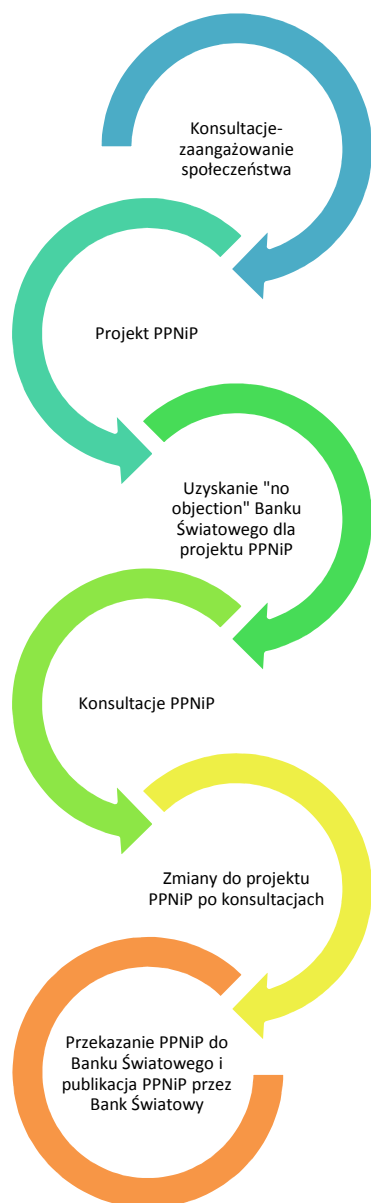 Konsultacje-
zaangażowanie
społeczeństwa
Projekt PPNiP
Uzyskanie "no
objection" Banku
Światowego dla
projektu PPNiP
Konsultacje PPNiP
Zmiany do projektu
PPNiP po konsultacjach
Przekazanie PPNiP do
Banku Światowego i
publikacja PPNiP przez
Bank Światowy